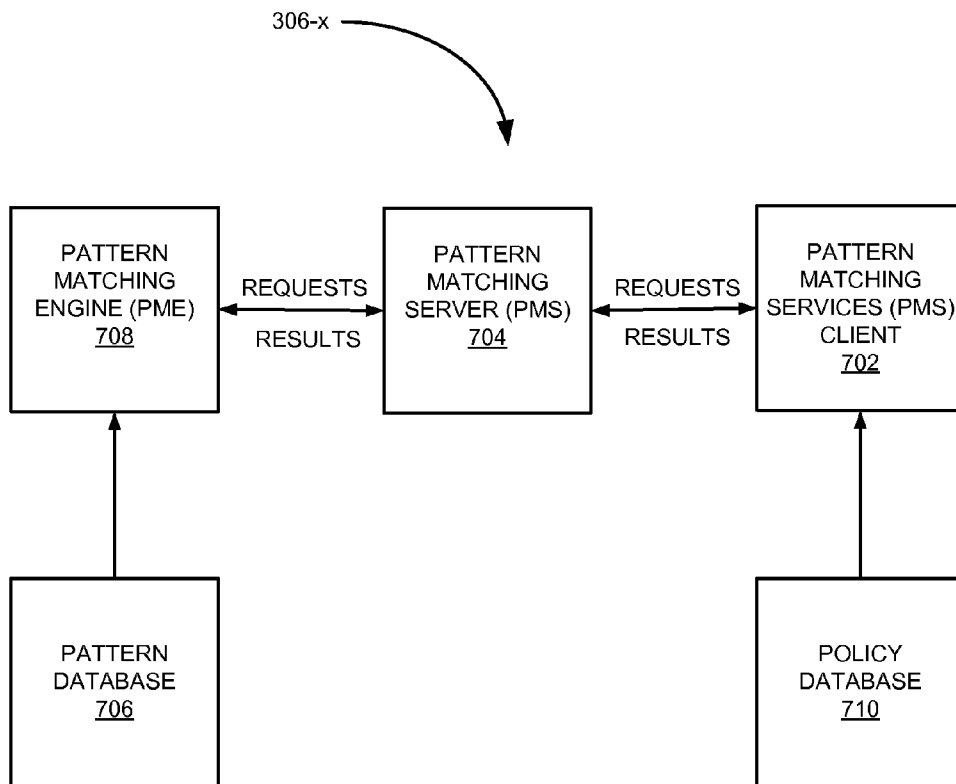 306-x
PATTERN
MATCHING
ENGINE (PME)
708
REQUESTS
RESULTS
PATTERN
MATCHING
SERVER (PMS)
704
REQUESTS
RESULTS
PATTERN
MATCHING
SERVICES (PMS)
CLIENT
702
PATTERN
DATABASE
706
POLICY
DATABASE
710